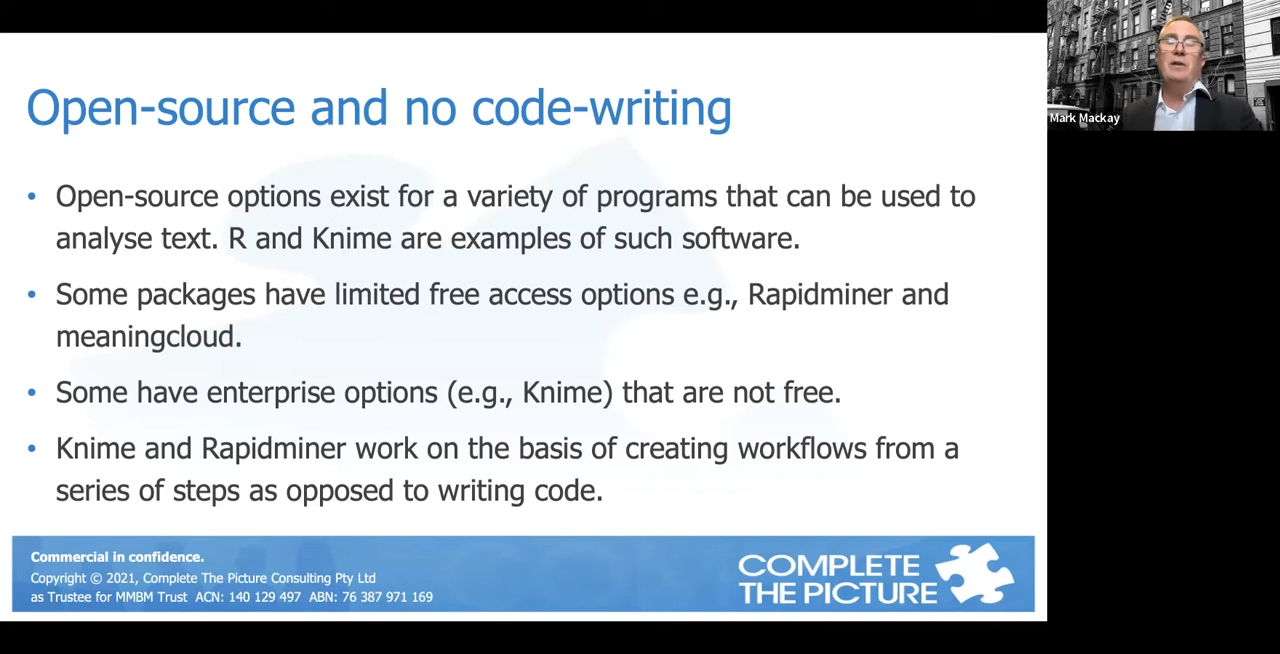 Open-source and no code-writing
Mark Mackay
• Open-source options exist for a variety of programs that can be used to
analyse text. R and Knime are examples of such software.
• Some packages have limited free access options e.g., Rapidminer and
meaningcloud.
• Some have enterprise options (e.g., Knime) that are not free.
• Knime and Rapidminer work on the basis of creating workflows from a
series of steps as opposed to writing code.
Commercial in confidence.
Copyright © 2021, Complete The Picture Consulting Pty Ltd
as Trustee for MMBM Trust ACN: 140 129 497 ABN: 76 387 971 169
COMPLETE
THE PICTURE